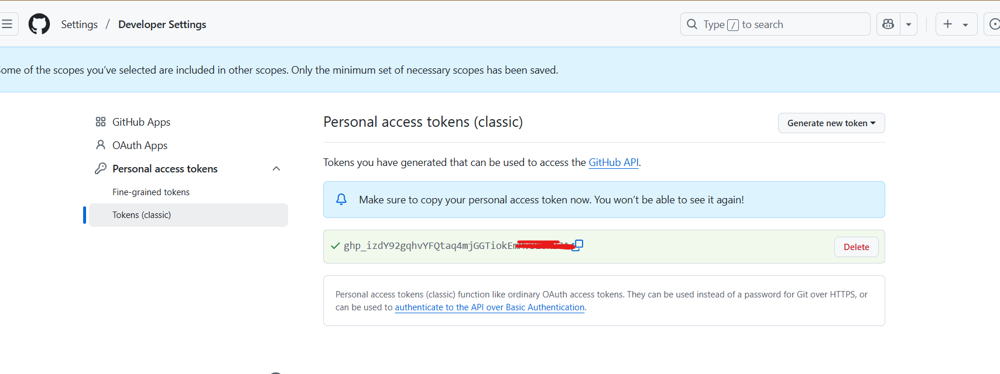 Settings / Developer Settings
Type / to search
ome of the scopes you’ve selected are included in other scopes. Only the minimum set of necessary scopes has been saved.
GitHub Apps
OAuth Apps
Personal access tokens
Fine-grained tokens
Tokens (classic)
Personal access tokens (classic)
Generate new token
Tokens you have generated that can be used to access the GitHub API.
Make sure to copy your personal access token now. You won’t be able to see it again!
Delete
Personal access tokens (classic) function like ordinary OAuth access tokens. They can be used instead of a password for Git over HTTPS, or
can be used to authenticate to the API over Basic Authentication.